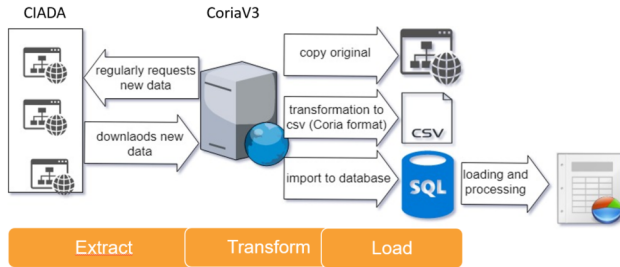 CIADA
CoriaV3
regularly requests
new data
downlaods new
data
copy original
transformation to
csv (Coria format)
CSV
import to database
SQL
loading and
processing
Extract
Transform
Load